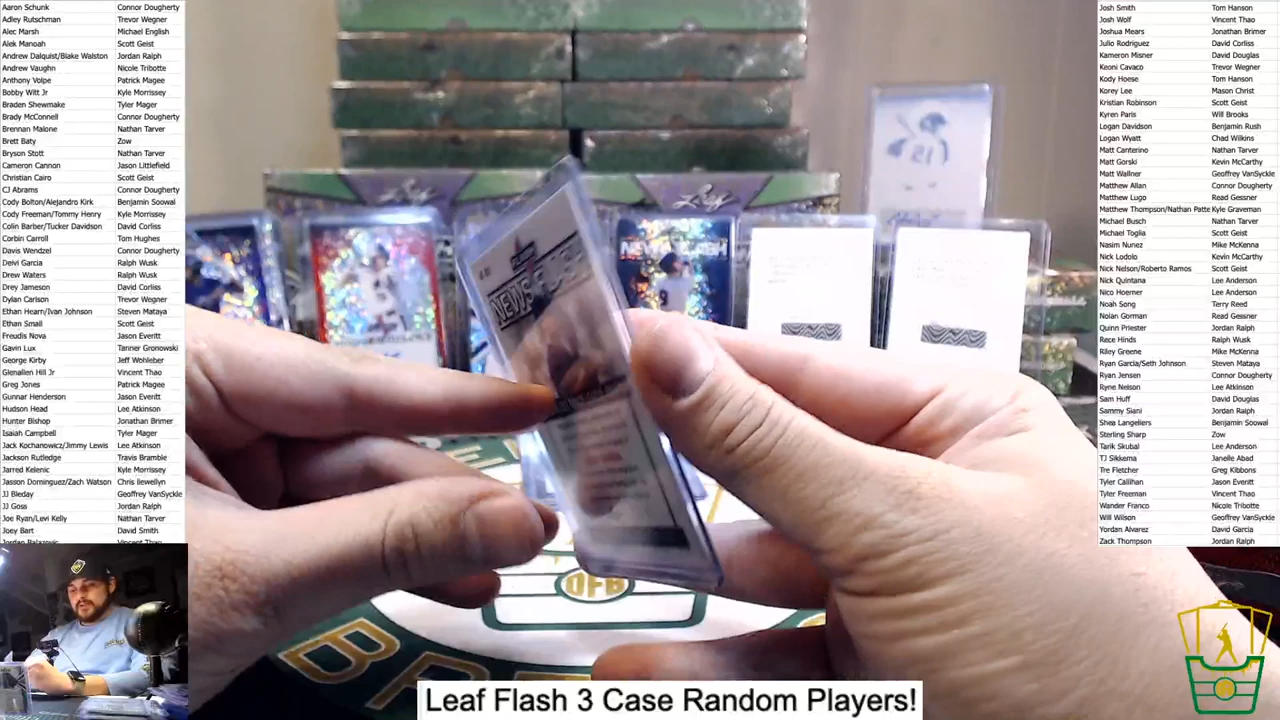 Aaron Schunk Connor Dougherty
Adley Rutschman Trevor Wegner
Alec Marsh Michael English
Alek Manoah Scott Geist
Andrew Dalquist/Blake Walston Jordan Ralph
Andrew Vaughn Nicole Tribotte
Anthony Volpe Patrick Magee
Bobby Witt Jr Kyle Morrissey
Braden Shewmake Tyler Mager
Brady McConnell Connor Dougherty
Brennan Malone Nathan Tarver
Brett Baty Zow
Bryson Stott Nathan Tarver
Cameron Cannon Jason Littlefield
Christian Cairo Scott Geist
CJ Abrams Connor Dougherty
Cody Bolton/Alejandro Kirk Benjamin Soowal
Cody Freeman/Tommy Henry Kyle Morrissey
Colin Barber/Tucker Davidson David Corliss
Corbin Carroll Tom Hughes
Davis Wendzel Connor Dougherty
Deivi Garcia Ralph Wusk
Drew Waters Ralph Wusk
Drey Jameson David Corliss
Dylan Carlson Trevor Wegner
Ethan Hearn/Ivan Johnson Steven Mataya
Ethan Small Scott Geist
Freudis Nova Jason Everitt
Gavin Lux Tanner Gronowski
George Kirby Jeff Wohleber
Glenallen Hill Jr Vincent Thao
Greg Jones Patrick Magee
Gunnar Henderson Jason Everitt
Hudson Head Lee Atkinson
Hunter Bishop Jonathan Brimer
Isaiah Campbell Tyler Mager
Jack Kochanowicz/Jimmy Lewis Lee Atkinson
Jackson Rutledge Travis Bramble
Jarred Kelenic Kyle Morrissey
Jasson Dominguez/Zach Watson Chris llewellyn
JJ Bleday Geoffrey VanSyckle
JJ Goss Jordan Ralph
Joe Ryan/Levi Kelly Nathan Tarver
Joey Bart David Smith
Jordan Balazovic Vincent Thao
Josh Smith Tom Hanson
Josh Wolf Vincent Thao
Joshua Mears Jonathan Brimer
Julio Rodriguez David Corliss
Kameron Misner David Douglas
Keoni Cavaco Trevor Wegner
Kody Hoese Tom Hanson
Korey Lee Mason Christ
Kristian Robinson Scott Geist
Kyren Paris Will Brooks
Logan Davidson Benjamin Rush
Logan Wyatt Chad Wilkins
Matt Canterino Nathan Tarver
Matt Gorski Kevin McCarthy
Matt Wallner Geoffrey VanSyckle
Matthew Allan Connor Dougherty
Matthew Lugo Read Gessner
Matthew Thompson/Nathan Patte Kyle Graveman
Michael Busch Nathan Tarver
Michael Toglia Scott Geist
Nasim Nunez Mike McKenna
Nick Lodolo Kevin McCarthy
Nick Nelson/Roberto Ramos Scott Geist
Nick Quintana Lee Anderson
Nico Hoerner Lee Anderson
Noah Song Terry Reed
Nolan Gorman Read Gessner
Quinn Priester Jordan Ralph
Rece Hinds Ralph Wusk
Riley Greene Mike McKenna
Ryan Garcia/Seth Johnson Steven Mataya
Ryan Jensen Connor Dougherty
Ryne Nelson Lee Atkinson
Sam Huff David Douglas
Sammy Siani Jordan Ralph
Shea Langeliers Benjamin Soowal
Sterling Sharp Zow
Tarik Skubal Lee Anderson
TJ Sikkema Janelle Abad
Tre Fletcher Greg Kibbons
Tyler Callihan Jason Everitt
Tyler Freeman Vincent Thao
Wander Franco Nicole Tribotte
Will Wilson Geoffrey VanSyckle
Yordan Alvarez David Garcia
Zack Thompson Jordan Ralph
21
Leaf
OFB
Leaf Flash 3 Case Random Players!